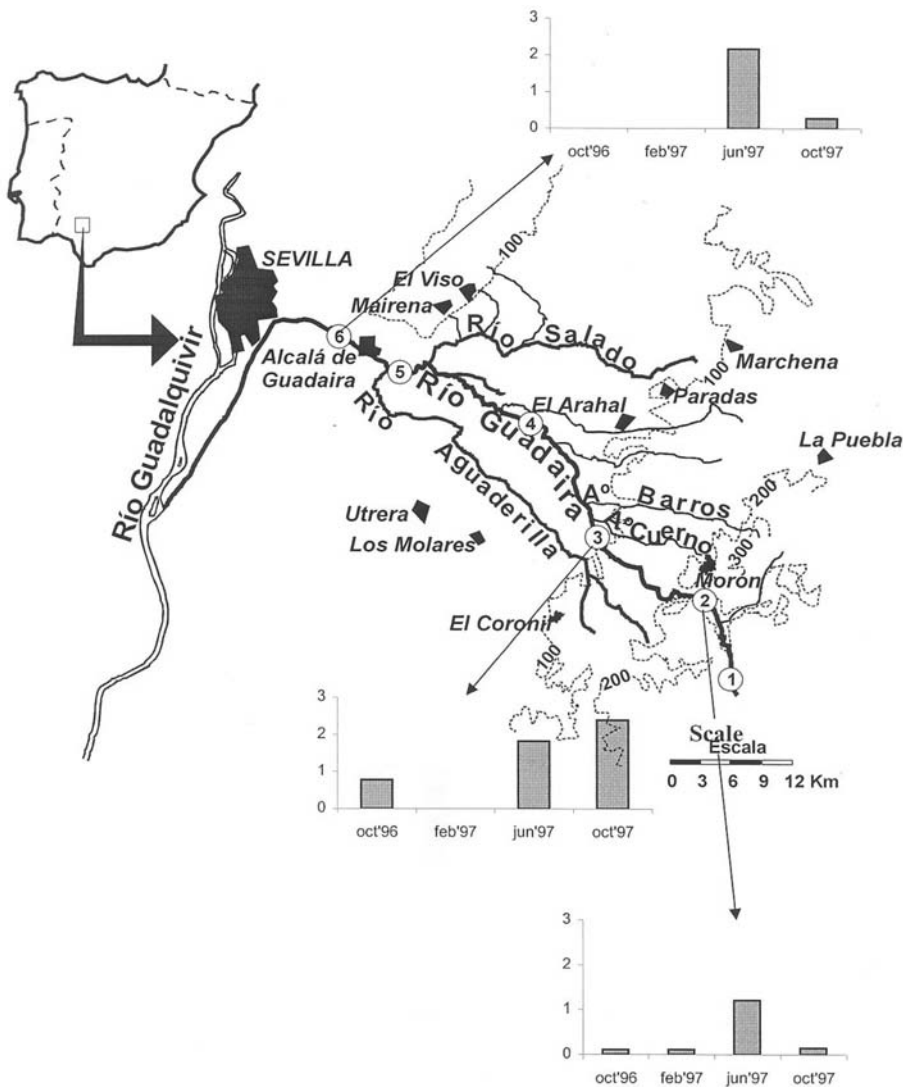 3
2
1
0
oct'96 feb'97 jun'97 oct'97
SEVILLA
El Viso
Mairena
100
Río Salado
Marchena
100
Paradas
6
Alcalá de
Guadaira
5
Río Guadaira
4
El Arahal
La Puebla
200
Río Guadalquivir
Río Aguaderilla
Aº Barros
AºCuerno
300
Utrera
Los Molares
3
Morón
2
El Coronil
100
200
1
Scale
Escala
0 3 6 9 12 Km
3
2
1
0
oct'96 feb'97 jun'97 oct'97
3
2
1
0
oct'96 feb'97 jun'97 oct'97